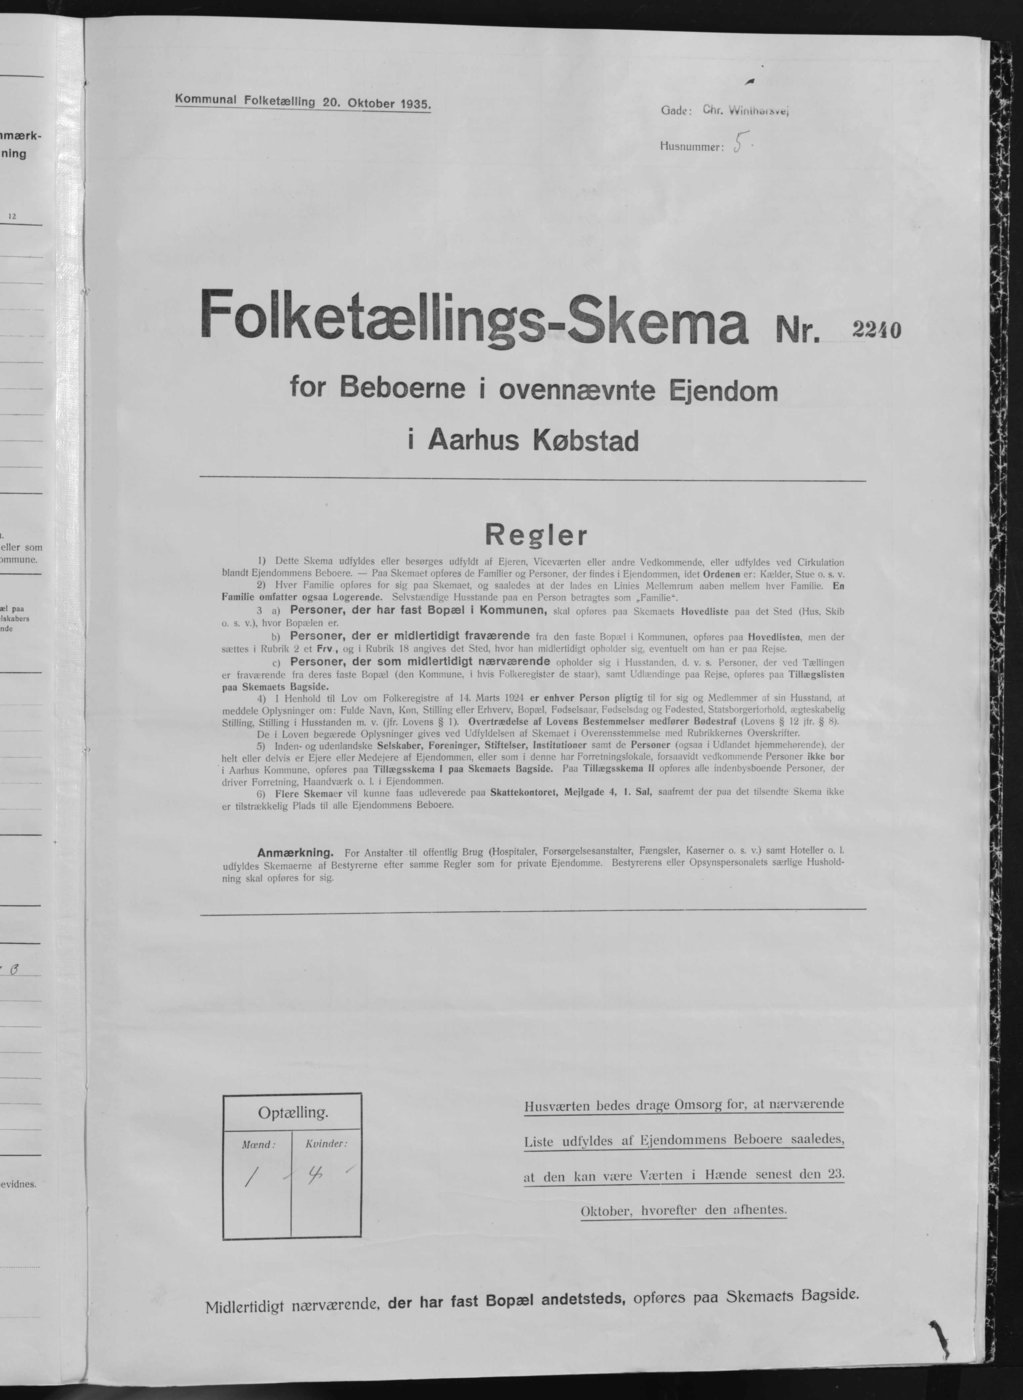 Kommunal Folketælling 20. Oktober 1935.
Gade: Chr. Winthersvej
Husnummer: 5.
Folketællings-Skema Nr. 2240
for Beboerne i ovennævnte Ejendom
i Aarhus Købstad
Regler
1) Dette Skema udfyldes eller besørges udfyldt af Ejeren, Viceværten eller andre Vedkommende, eller udfyldes ved Cirkulation
blandt Ejendommens Beboere. — Paa Skemaet opføres de Familier og Personer, der findes i Ejendommen, idet Ordenen er: Kælder, Stue o. s. v.
2) Hver Familie opføres for sig paa Skemaet, og saaledes at der lades en Linies Mellemrum aaben mellem hver Familie. En
Familie omfatter ogsaa Logerende. Selvstændige Husstande paa en Person betragtes som „Familie“.
3 a) Personer, der har fast Bopæl i Kommunen, skal opføres paa Skemaets Hovedliste paa det Sted (Hus, Skib
o. s. v.), hvor Bopælen er.
b) Personer, der er midlertidigt fraværende fra den faste Bopæl i Kommunen, opføres paa Hovedlisten, men der
sættes i Rubrik 2 et Frv., og i Rubrik 18 angives det Sted, hvor han midlertidigt opholder sig, eventuelt om han er paa Rejse.
c) Personer, der som midlertidigt nærværende opholder sig i Husstanden, d. v. s. Personer, der ved Tællingen
er fraværende fra deres faste Bopæl (den Kommune, i hvis Folkeregister de staar), samt Udlændinge paa Rejse, opføres paa Tillægslisten
paa Skemaets Bagside.
4) I Henhold til Lov om Folkeregistre af 14. Marts 1924 er enhver Person pligtig til for sig og Medlemmer af sin Husstand, at
meddele Oplysninger om: Fulde Navn, Køn, Stilling eller Erhverv, Bopæl, Fødselsaar, Fødselsdag og Fødested, Statsborgerforhold, ægteskabelig
Stilling, Stilling i Husstanden m. v. (jfr. Lovens § 1). Overtrædelse af Lovens Bestemmelser medfører Bødestraf (Lovens § 12 jfr. § 8).
De i Loven begærede Oplysninger gives ved Udfyldelsen af Skemaet i Overensstemmelse med Rubrikkernes Overskrifter.
5) Inden- og udenlandske Selskaber, Foreninger, Stiftelser, Institutioner samt de Personer (ogsaa i Udlandet hjemmehørende), der
helt eller delvis er Ejere eller Medejere af Ejendommen, eller som i denne har Forretningslokale, forsaavidt vedkommende Personer ikke bor
i Aarhus Kommune, opføres paa Tillægsskema I paa Skemaets Bagside. Paa Tillægsskema II opføres alle indenbysboende Personer, der
driver Forretning, Haandværk o. l. i Ejendommen.
6) Flere Skemaer vil kunne faas udleverede paa Skattekontoret, Mejlgade 4, 1. Sal, saafremt der paa det tilsendte Skema ikke
er tilstrækkelig Plads til alle Ejendommens Beboere.
Anmærkning. For Anstalter til offentlig Brug (Hospitaler, Forsørgelsesanstalter, Fængsler, Kaserner o. s. v.) samt Hoteller o. l.
udfyldes Skemaerne af Bestyrerne efter samme Regler som for private Ejendomme. Bestyrerens eller Opsynspersonalets særlige Hushold-
ning skal opføres for sig.
Optælling.
Mænd: Kvinder:
1 4
Husværten bedes drage Omsorg for, at nærværende
Liste udfyldes af Ejendommens Beboere saaledes,
at den kan være Værten i Hænde senest den 23.
Oktober, hvorefter den afhentes.
Midlertidigt nærværende, der har fast Bopæl andetsteds, opføres paa Skemaets Bagside.
mærk-
ning
12
eller som
ommune.
æl paa
lskabers
nde
8
evidnes.